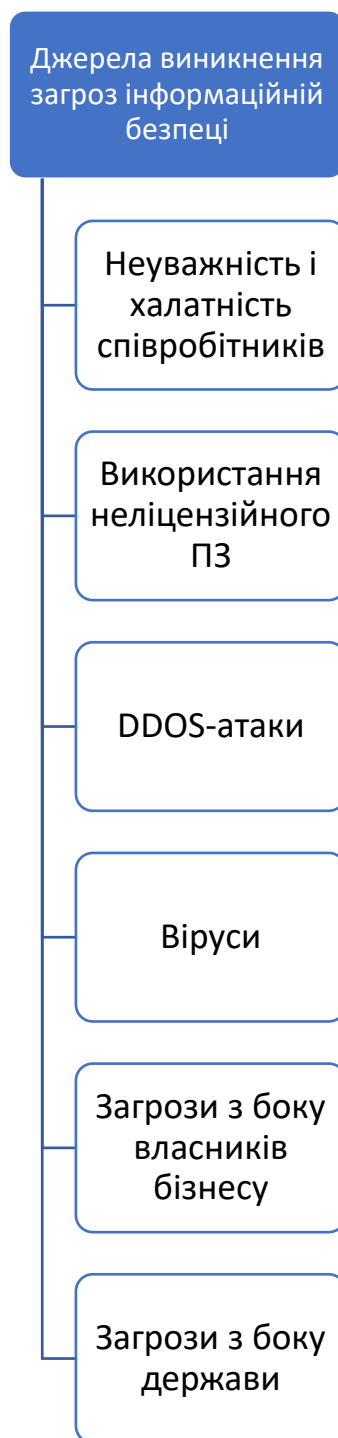 Джерела виникнення
загроз інформаційній
безпеці
Неуважність і
халатність
співробітників
Використання
неліцензійного
ПЗ
DDOS-атаки
Віруси
Загрози з боку
власників
бізнесу
Загрози з боку
держави